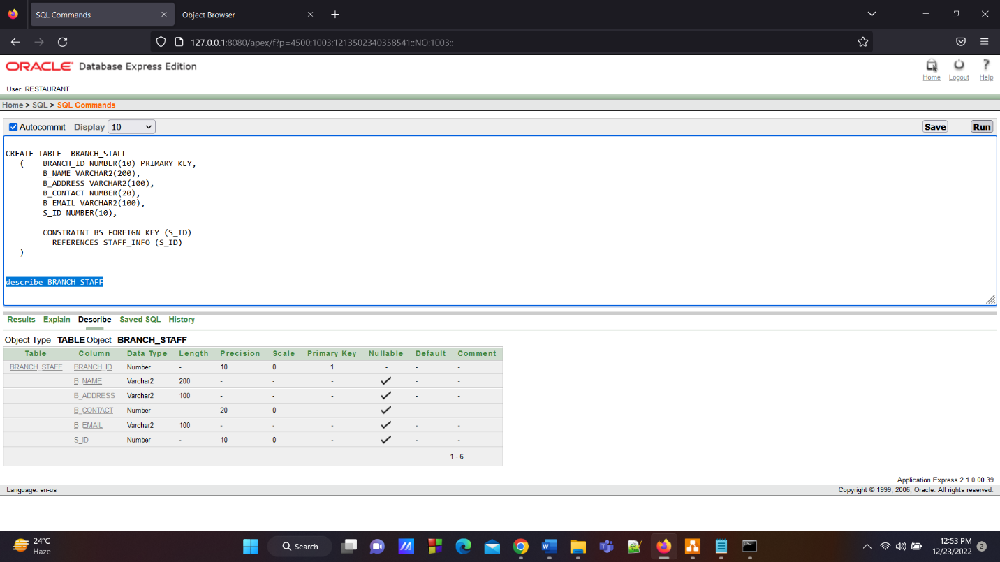 SQL Commands
Object Browser
127.0.0.1:8080/apex/f?p=4500:1003:1213502340358541::NO:1003::
ORACLE Database Express Edition
Home Logout Help
User: RESTAURANT
Home > SQL > SQL Commands
Autocommit Display 10 Save Run
CREATE TABLE BRANCH_STAFF
( BRANCH_ID NUMBER(10) PRIMARY KEY,
B_NAME VARCHAR2(200),
B_ADDRESS VARCHAR2(100),
B_CONTACT NUMBER(20),
B_EMAIL VARCHAR2(100),
S_ID NUMBER(10),
CONSTRAINT BS FOREIGN KEY (S_ID)
REFERENCES STAFF_INFO (S_ID)
)
describe BRANCH_STAFF
Results Explain Describe Saved SQL History
Object Type TABLE Object BRANCH_STAFF
Table Column Data Type Length Precision Scale Primary Key Nullable Default Comment
BRANCH_STAFF BRANCH_ID Number - 10 0 1 - - -
B_NAME Varchar2 200 - - - - -
B_ADDRESS Varchar2 100 - - - - -
B_CONTACT Number - 20 0 - - -
B_EMAIL Varchar2 100 - - - - -
S_ID Number - 10 0 - - -
1 - 6
Application Express 2.1.0.00.39
Language: en-us Copyright © 1999, 2006, Oracle. All rights reserved.
24°C
Haze
Search
12:53 PM
12/23/2022
2